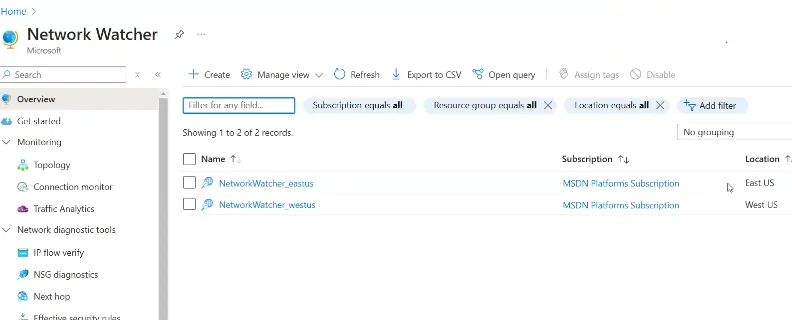 Home
Network Watcher
Microsoft
Search
Create Manage view Refresh Export to CSV Open query Assign tags Disable
Overview
Get started
Monitoring
Topology
Connection monitor
Traffic Analytics
Network diagnostic tools
IP flow verify
NSG diagnostics
Next hop
Effective security rules
Filter for any field... Subscription equals all Resource group equals all Location equals all Add filter
Showing 1 to 2 of 2 records.
No grouping
Name Subscription Location
NetworkWatcher_eastus MSDN Platforms Subscription East US
NetworkWatcher_westus MSDN Platforms Subscription West US